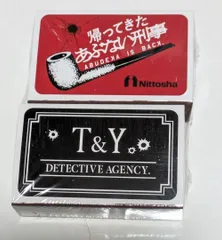 帰ってきた
あぶない刑事
ABUDEKA IS BACK.
Nittosha
T&Y.
DETECTIVE AGENCY.